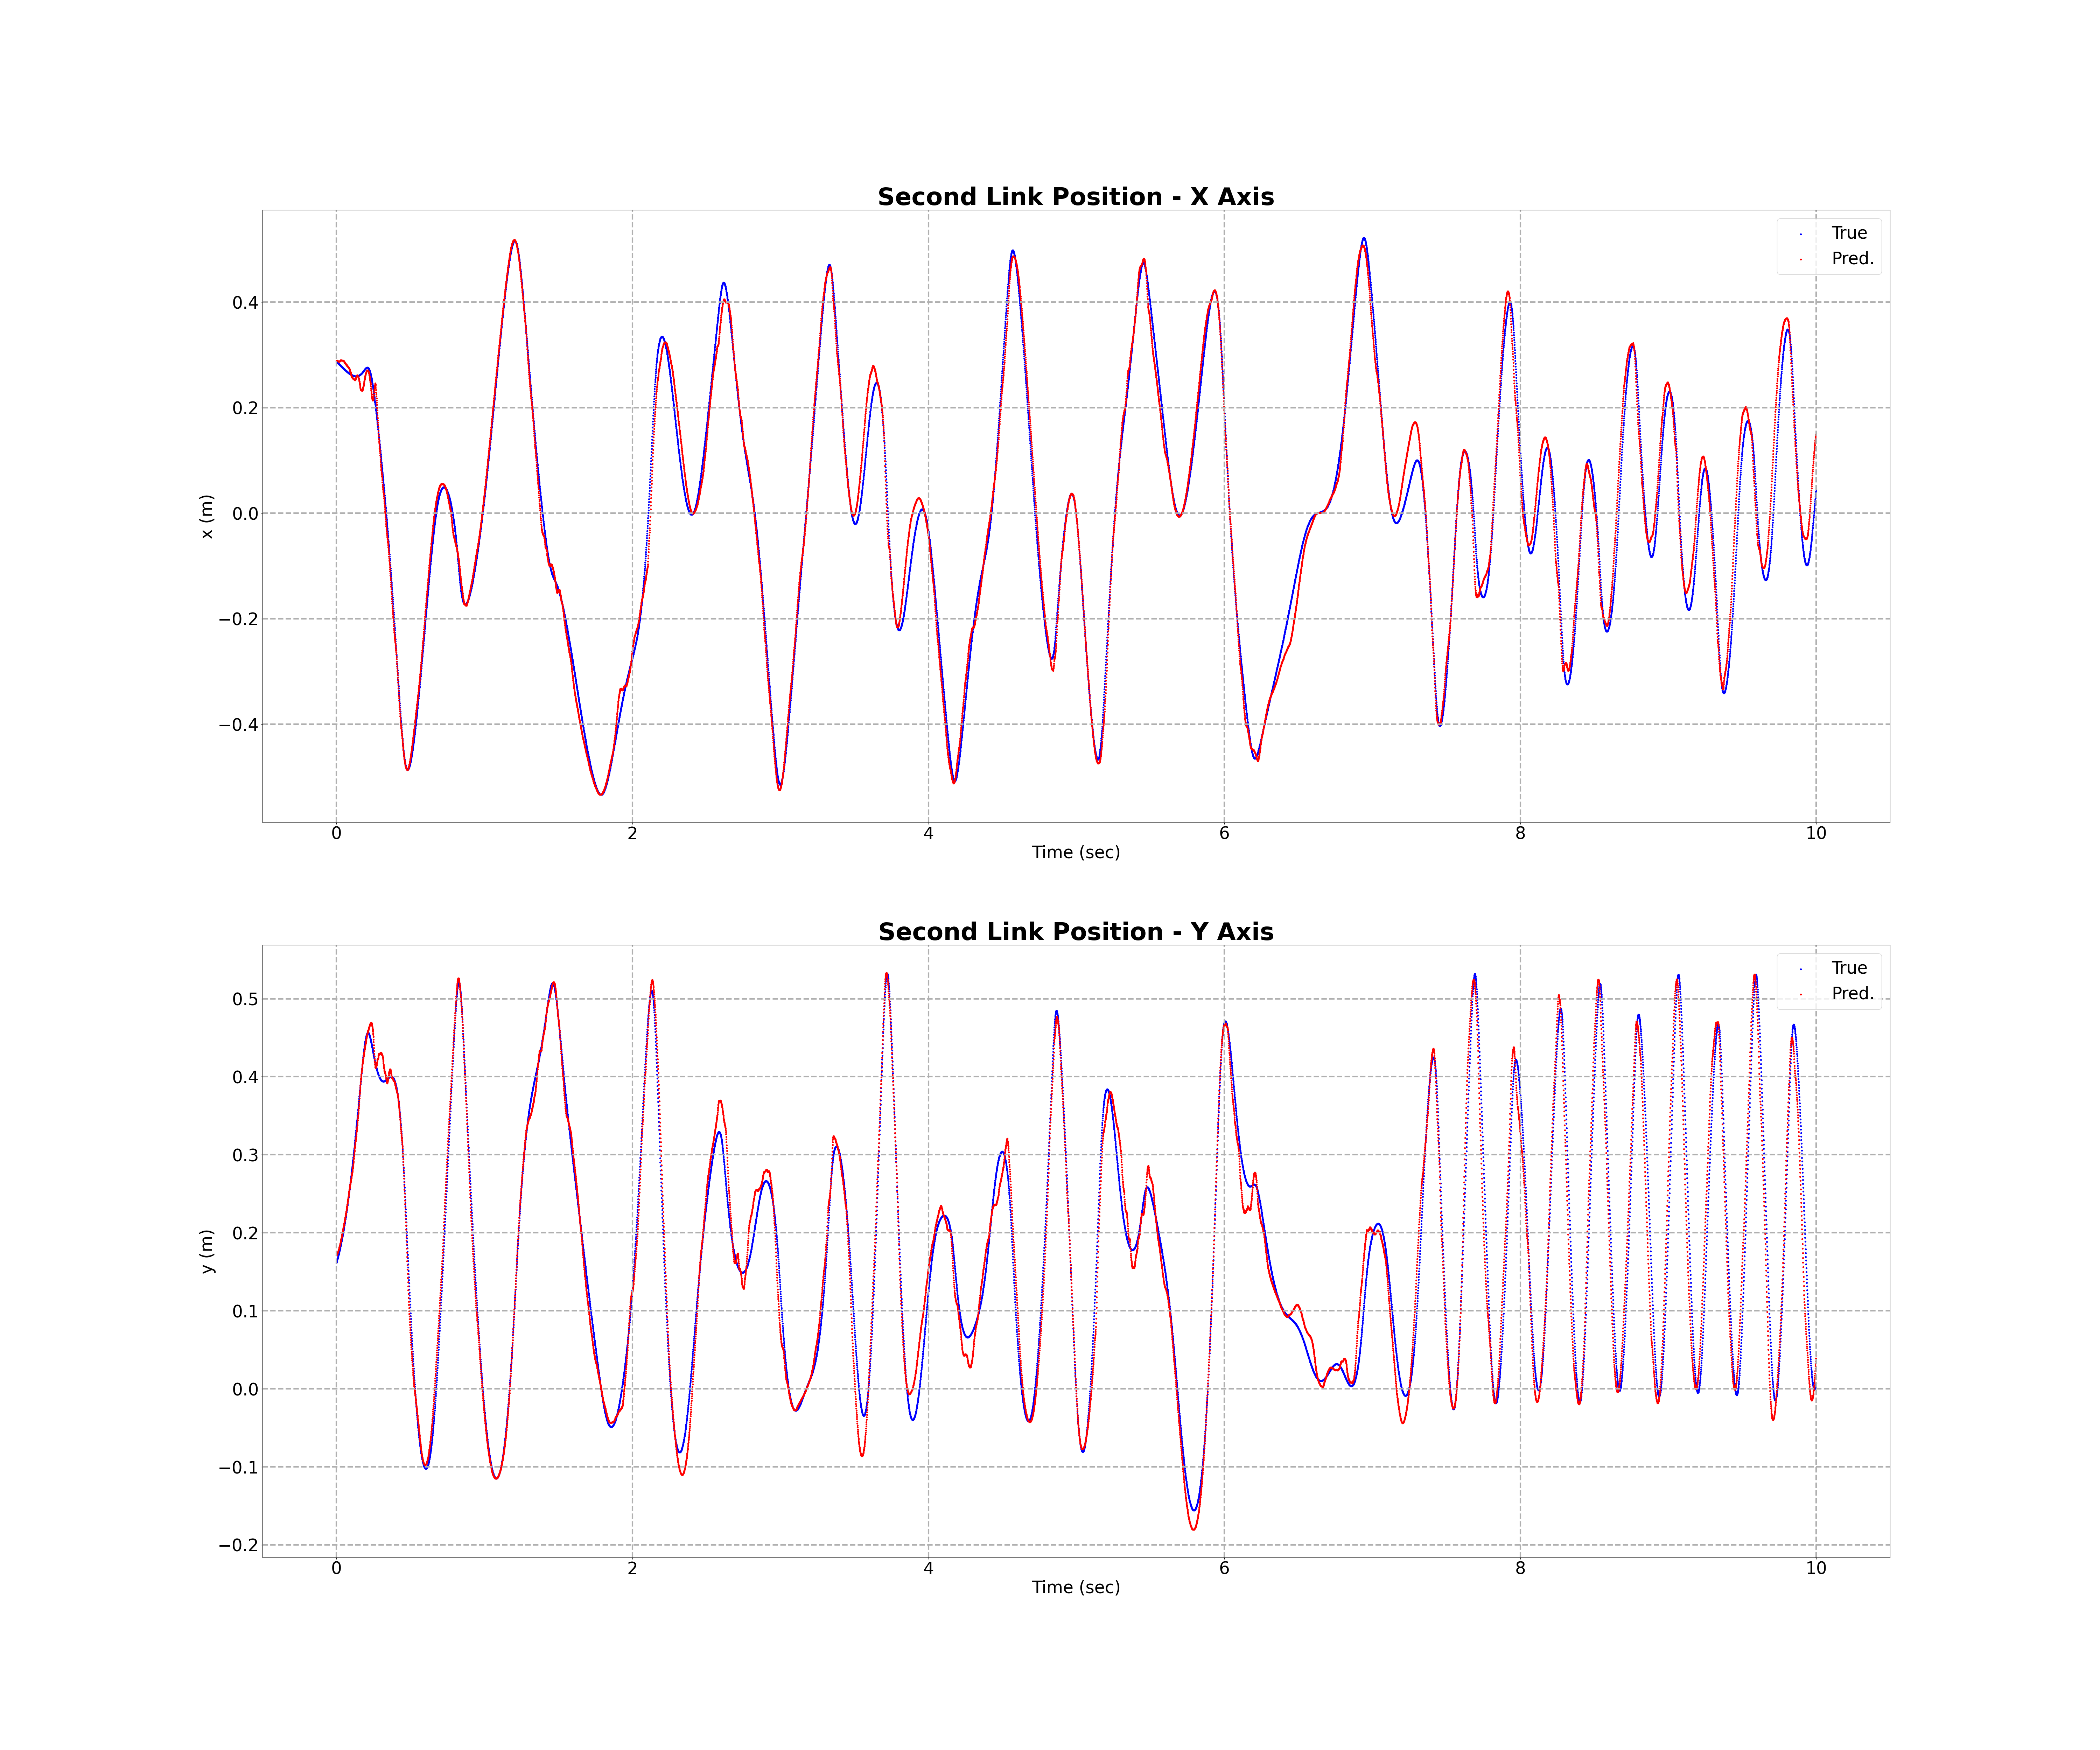 Second Link Position - X Axis
True
Pred.
0.4
0.2
0.0
−0.2
−0.4
x (m)
0 2 4 6 8 10
Time (sec)
Second Link Position - Y Axis
True
Pred.
0.5
0.4
0.3
0.2
0.1
0.0
−0.1
−0.2
y (m)
0 2 4 6 8 10
Time (sec)